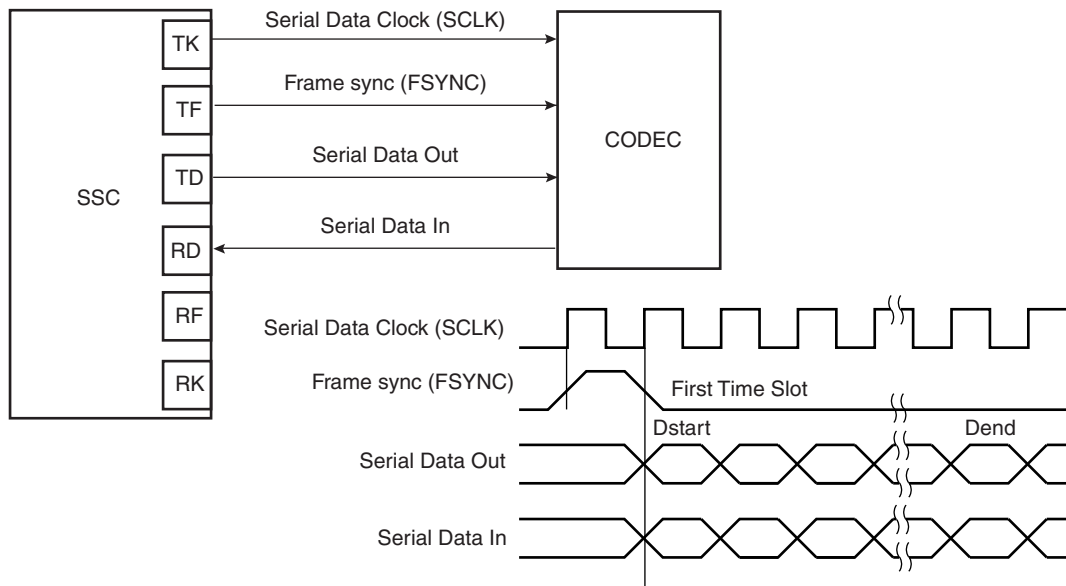 SSC
TK
TF
TD
RD
RF
RK
Serial Data Clock (SCLK)
Frame sync (FSYNC)
Serial Data Out
Serial Data In
CODEC
Serial Data Clock (SCLK)
Frame sync (FSYNC)
First Time Slot
Dstart
Dend
Serial Data Out
Serial Data In